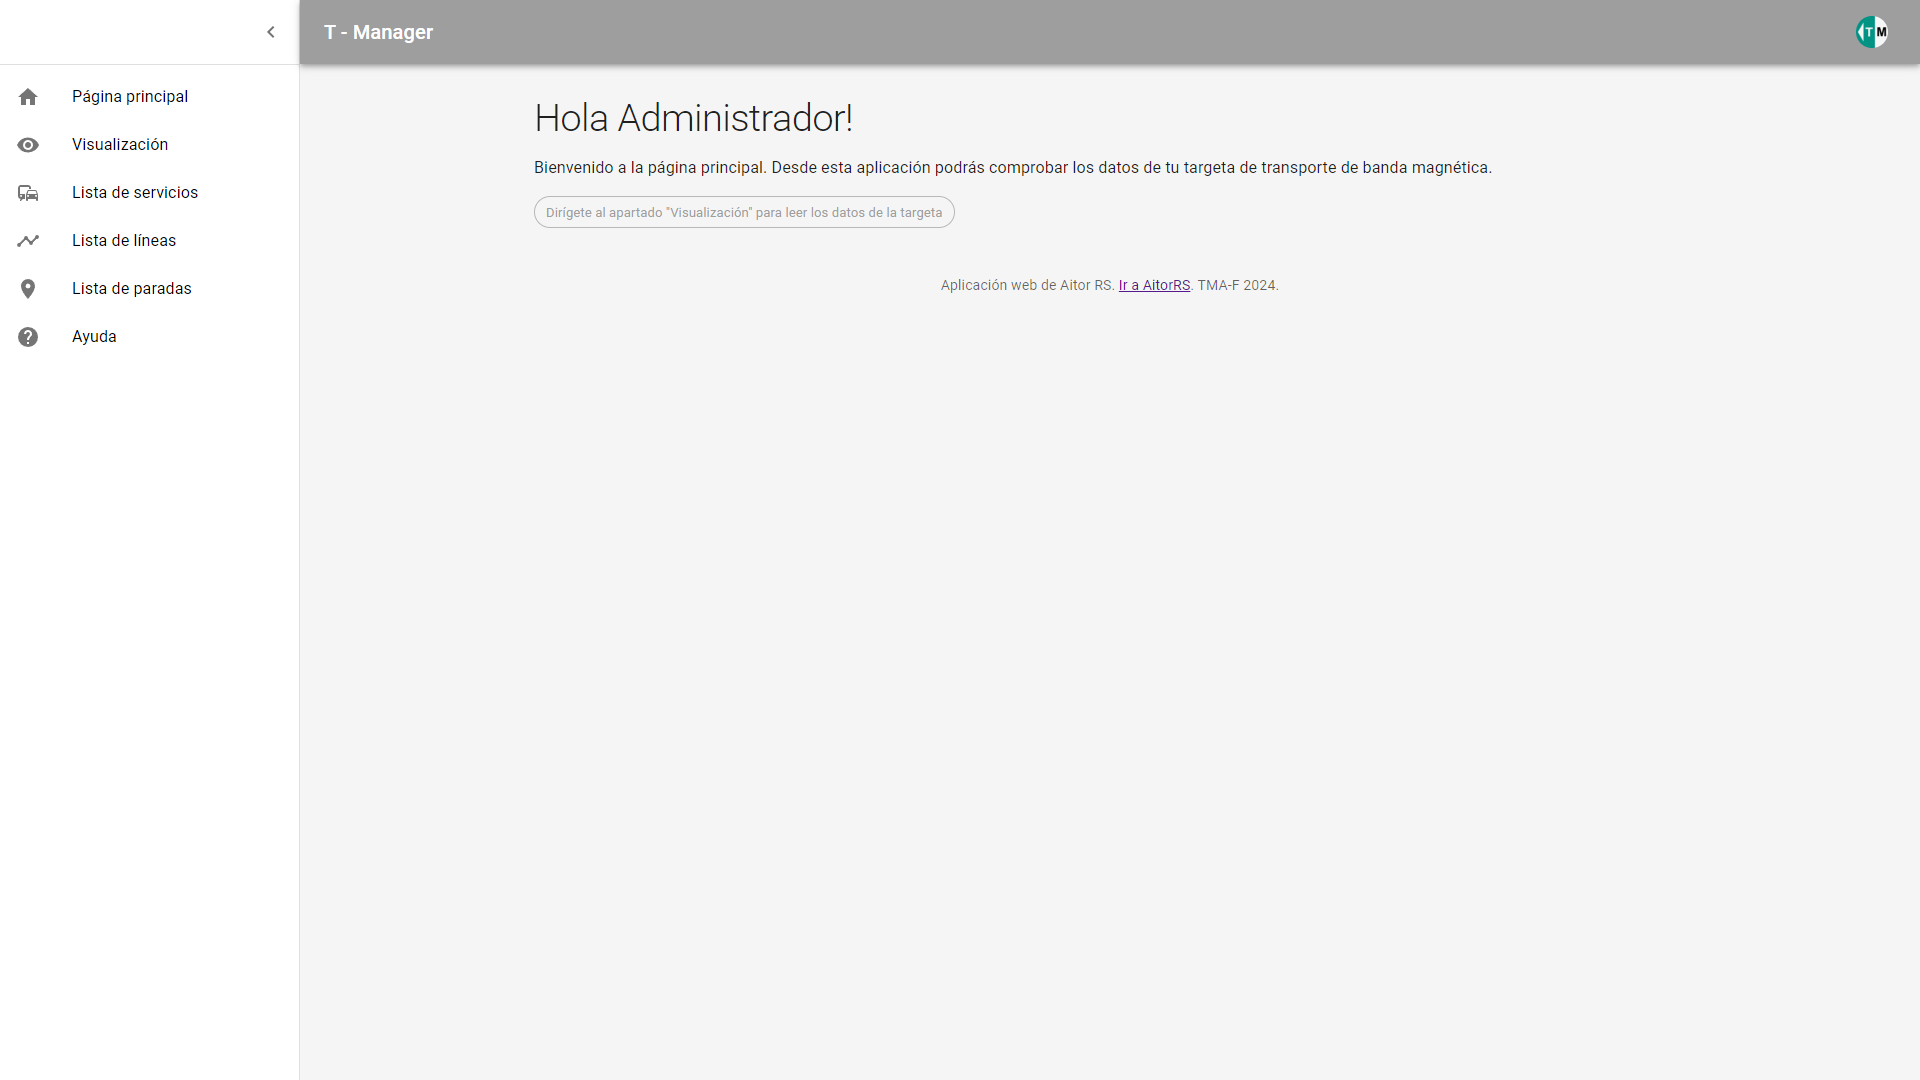 T - Manager
TM
Página principal
Visualización
Lista de servicios
Lista de líneas
Lista de paradas
Ayuda
Hola Administrador!
Bienvenido a la página principal. Desde esta aplicación podrás comprobar los datos de tu targeta de transporte de banda magnética.
Dirígete al apartado "Visualización" para leer los datos de la targeta
Aplicación web de Aitor RS. Ir a AitorRS. TMA-F 2024.